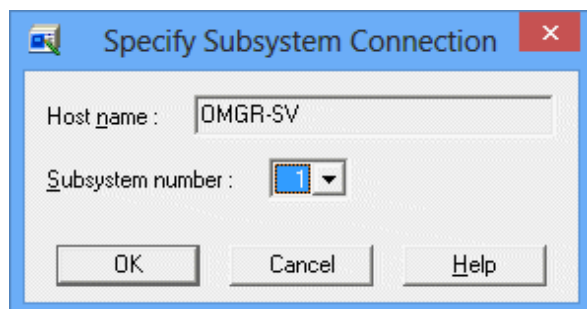 Specify Subsystem Connection
Host name : OMGR-SV
Subsystem number : 1
OK Cancel Help